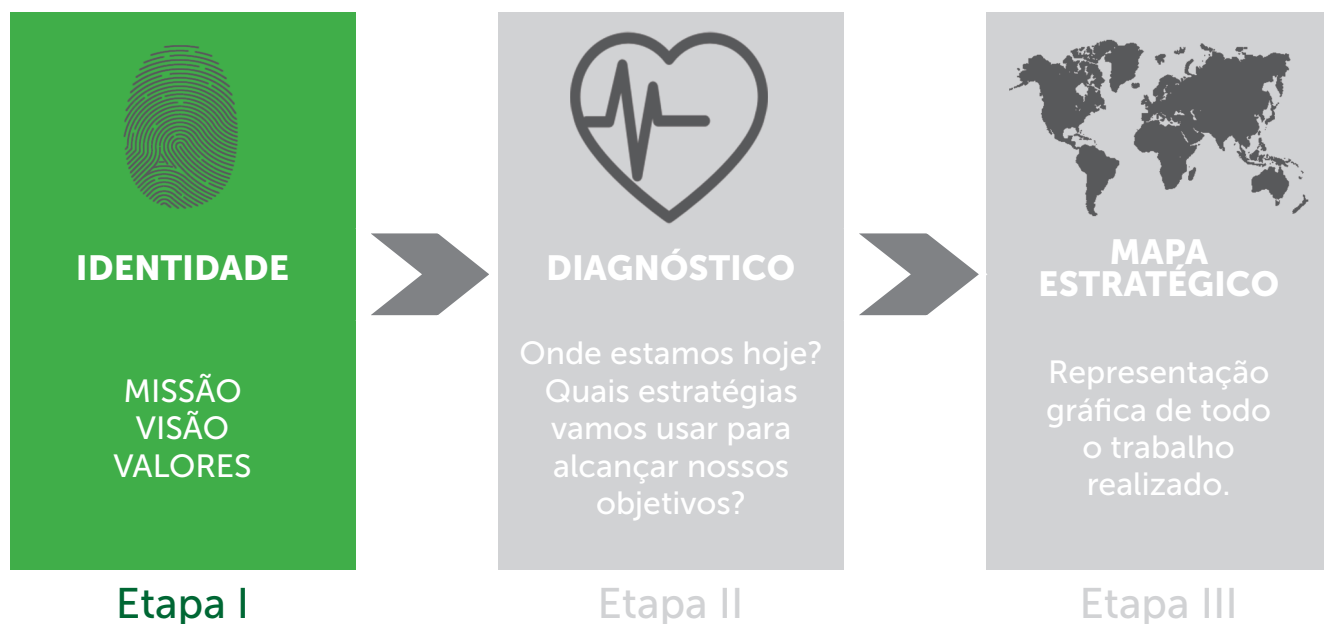 IDENTIDADE
MISSÃO
VISÃO
VALORES
Etapa I
DIAGNÓSTICO
Onde estamos hoje?
Quais estratégias
vamos usar para
alcançar nossos
objetivos?
Etapa II
MAPA
ESTRATÉGICO
Representação
gráfica de todo
o trabalho
realizado.
Etapa III